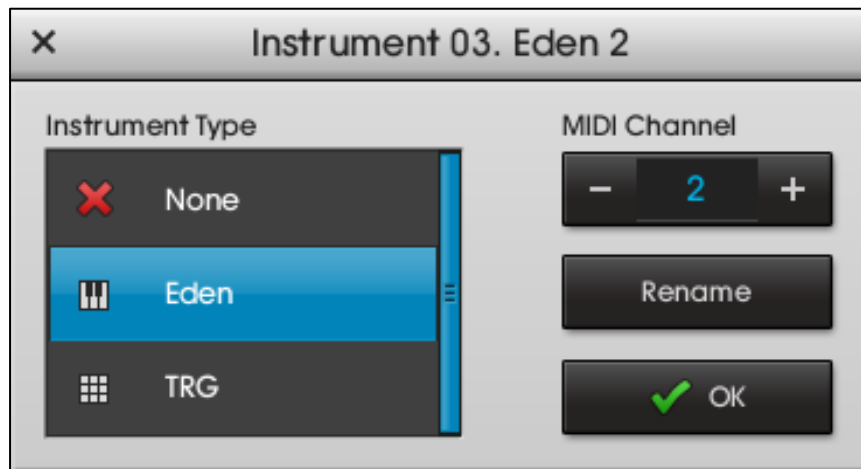 Instrument 03. Eden 2
Instrument Type
None
Eden
TRG
MIDI Channel
− 2 +
Rename
OK